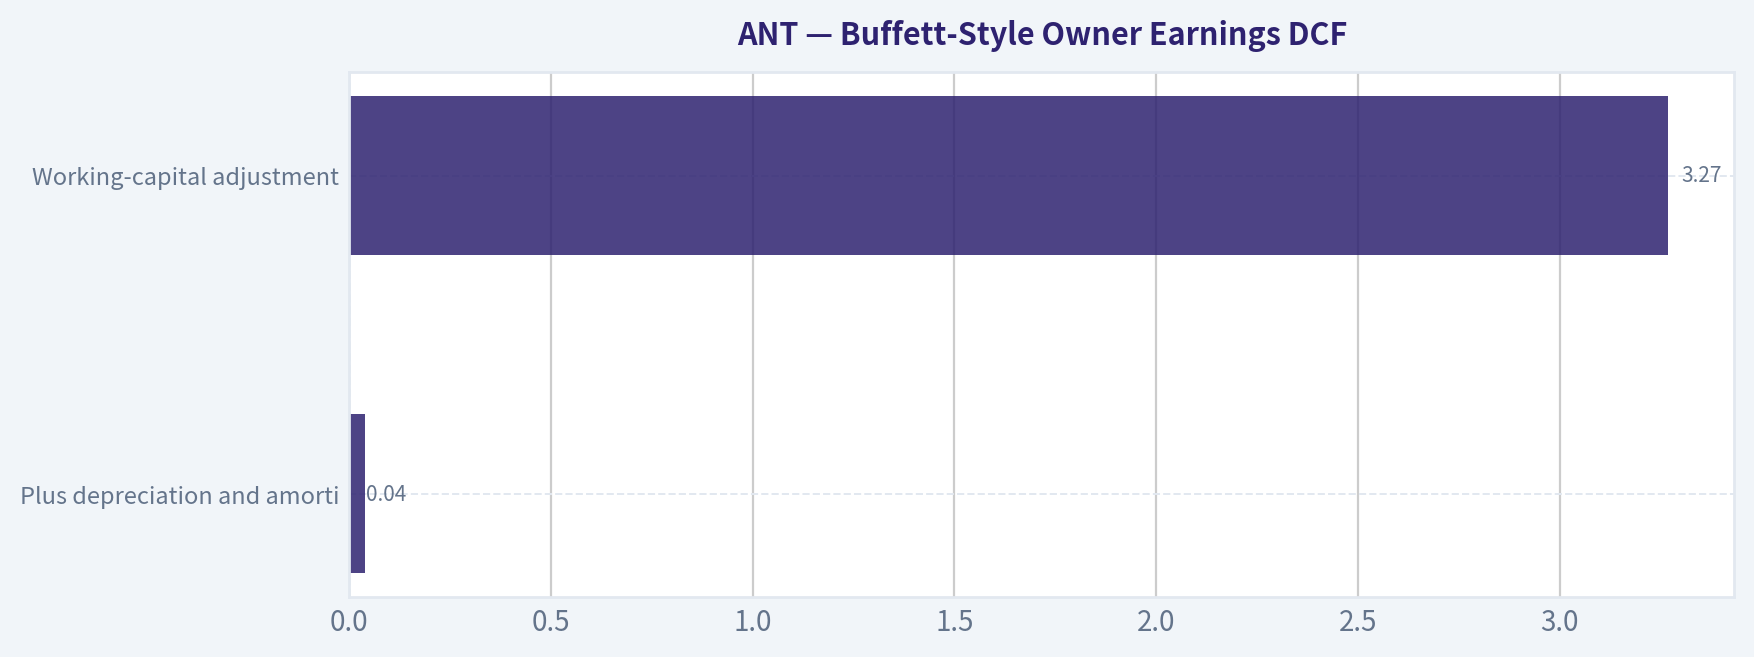 ANT — Buffett-Style Owner Earnings DCF
Working-capital adjustment
3.27
Plus depreciation and amorti
0.04
0.0 0.5 1.0 1.5 2.0 2.5 3.0